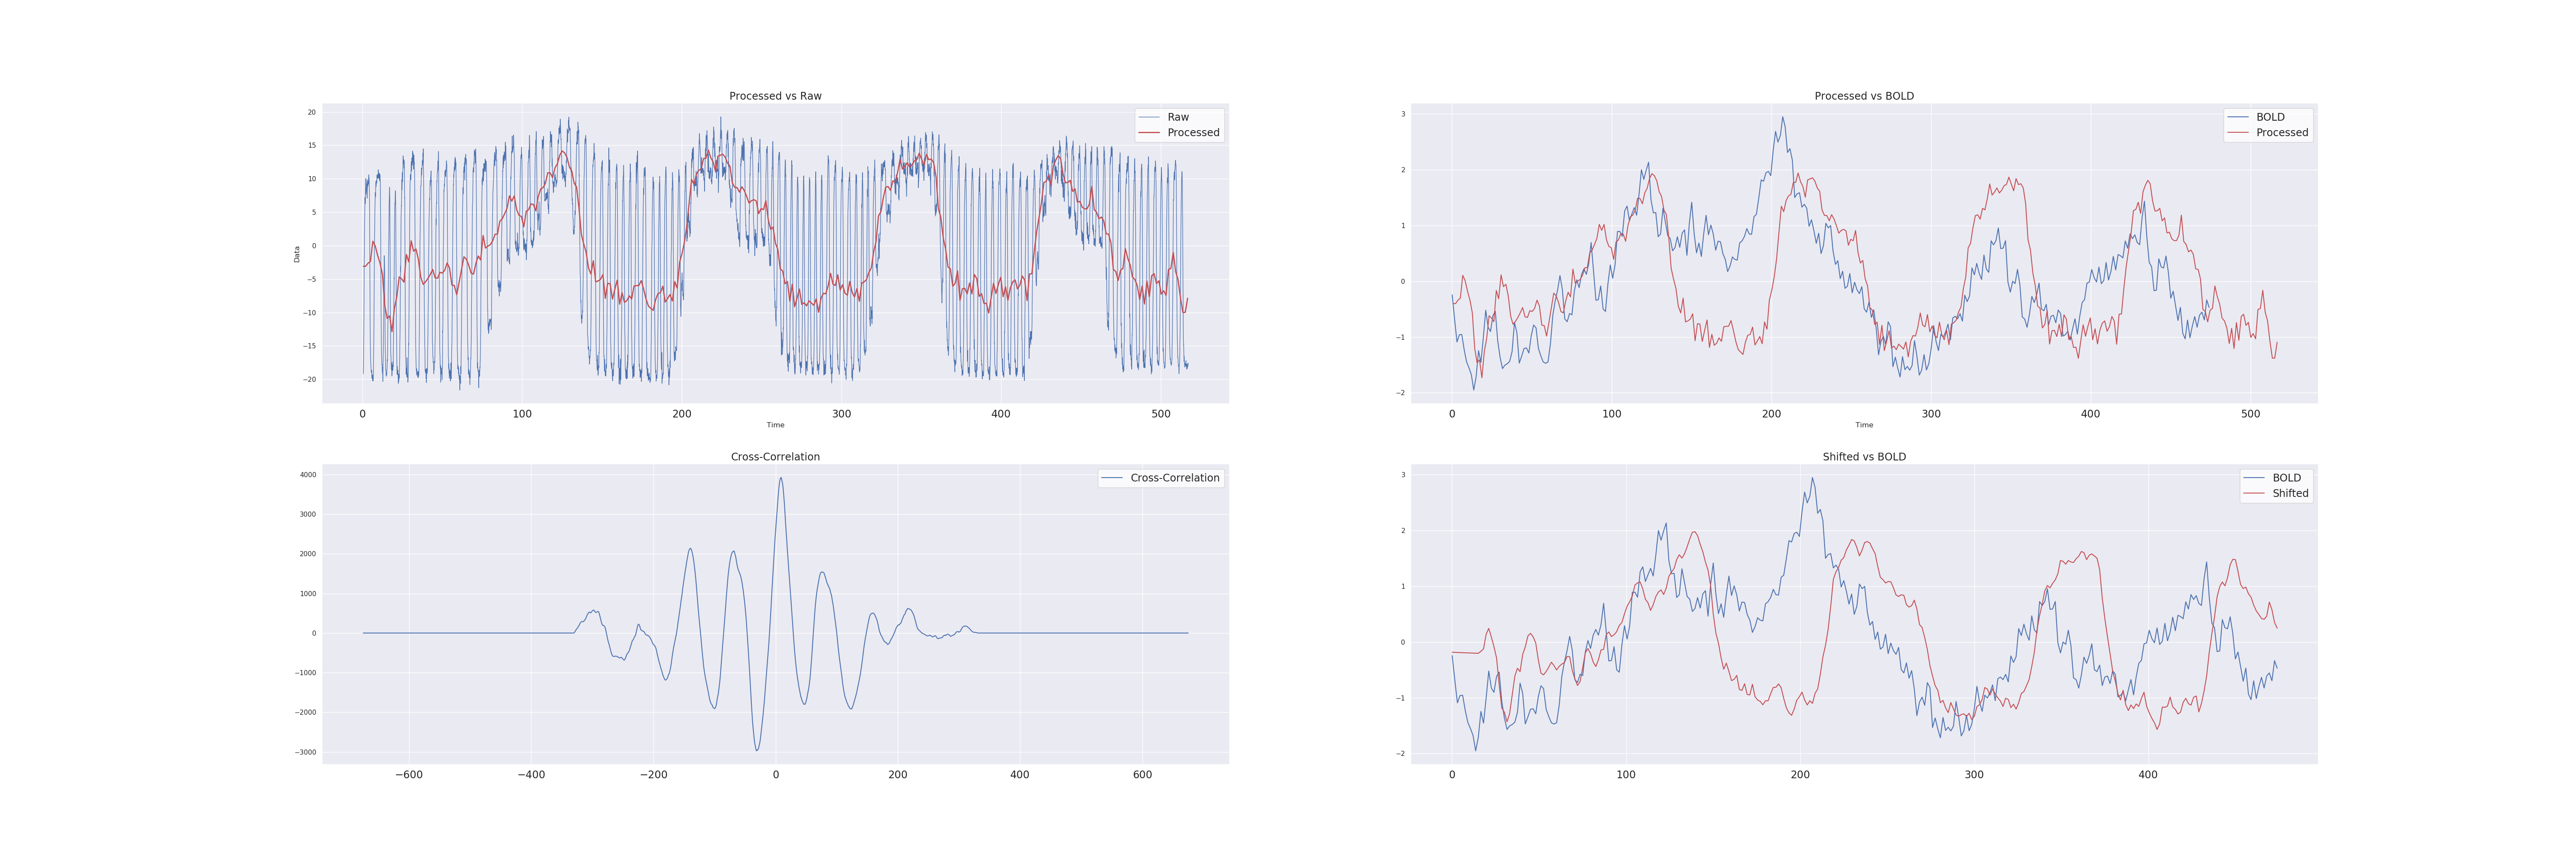 Processed vs Raw
Raw
Processed
20
15
10
5
0
−5
−10
−15
−20
Data
0 100 200 300 400 500
Time
Processed vs BOLD
BOLD
Processed
3
2
1
0
−1
−2
0 100 200 300 400 500
Time
Cross-Correlation
Cross-Correlation
4000
3000
2000
1000
0
−1000
−2000
−3000
−600 −400 −200 0 200 400 600
Shifted vs BOLD
BOLD
Shifted
3
2
1
0
−1
−2
0 100 200 300 400